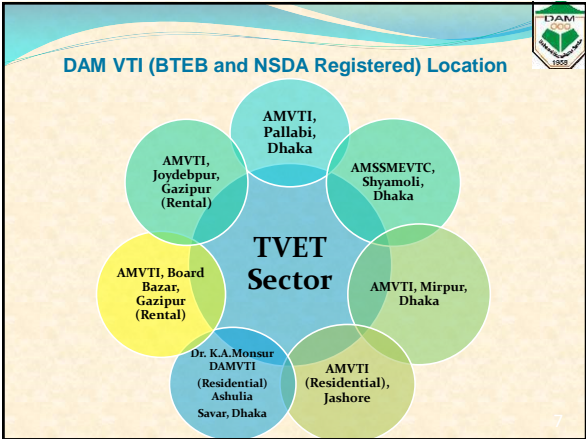 DAM
1958
DAM VTI (BTEB and NSDA Registered) Location
AMVTI,
Pallabi,
Dhaka
AMSSMEVTC,
Shyamoli,
Dhaka
AMVTI, Mirpur,
Dhaka
AMVTI
(Residential),
Jashore
Dr. K.A.Monsur
DAMVTI
(Residential)
Ashulia
Savar, Dhaka
AMVTI, Board
Bazar,
Gazipur
(Rental)
AMVTI,
Joydebpur,
Gazipur
(Rental)
TVET
Sector
7